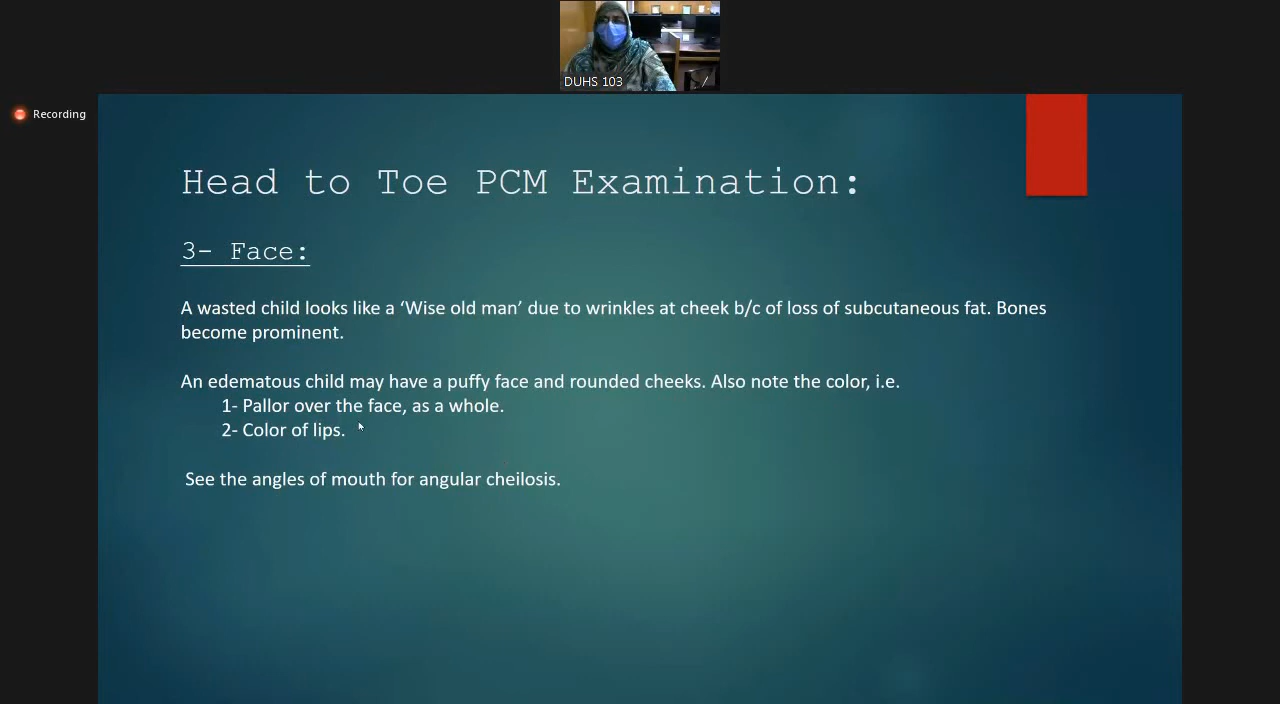 DUHS 103
Recording
Head to Toe PCM Examination:
3- Face:
A wasted child looks like a ‘Wise old man’ due to wrinkles at cheek b/c of loss of subcutaneous fat. Bones
become prominent.
An edematous child may have a puffy face and rounded cheeks. Also note the color, i.e.
1- Pallor over the face, as a whole.
2- Color of lips.
See the angles of mouth for angular cheilosis.